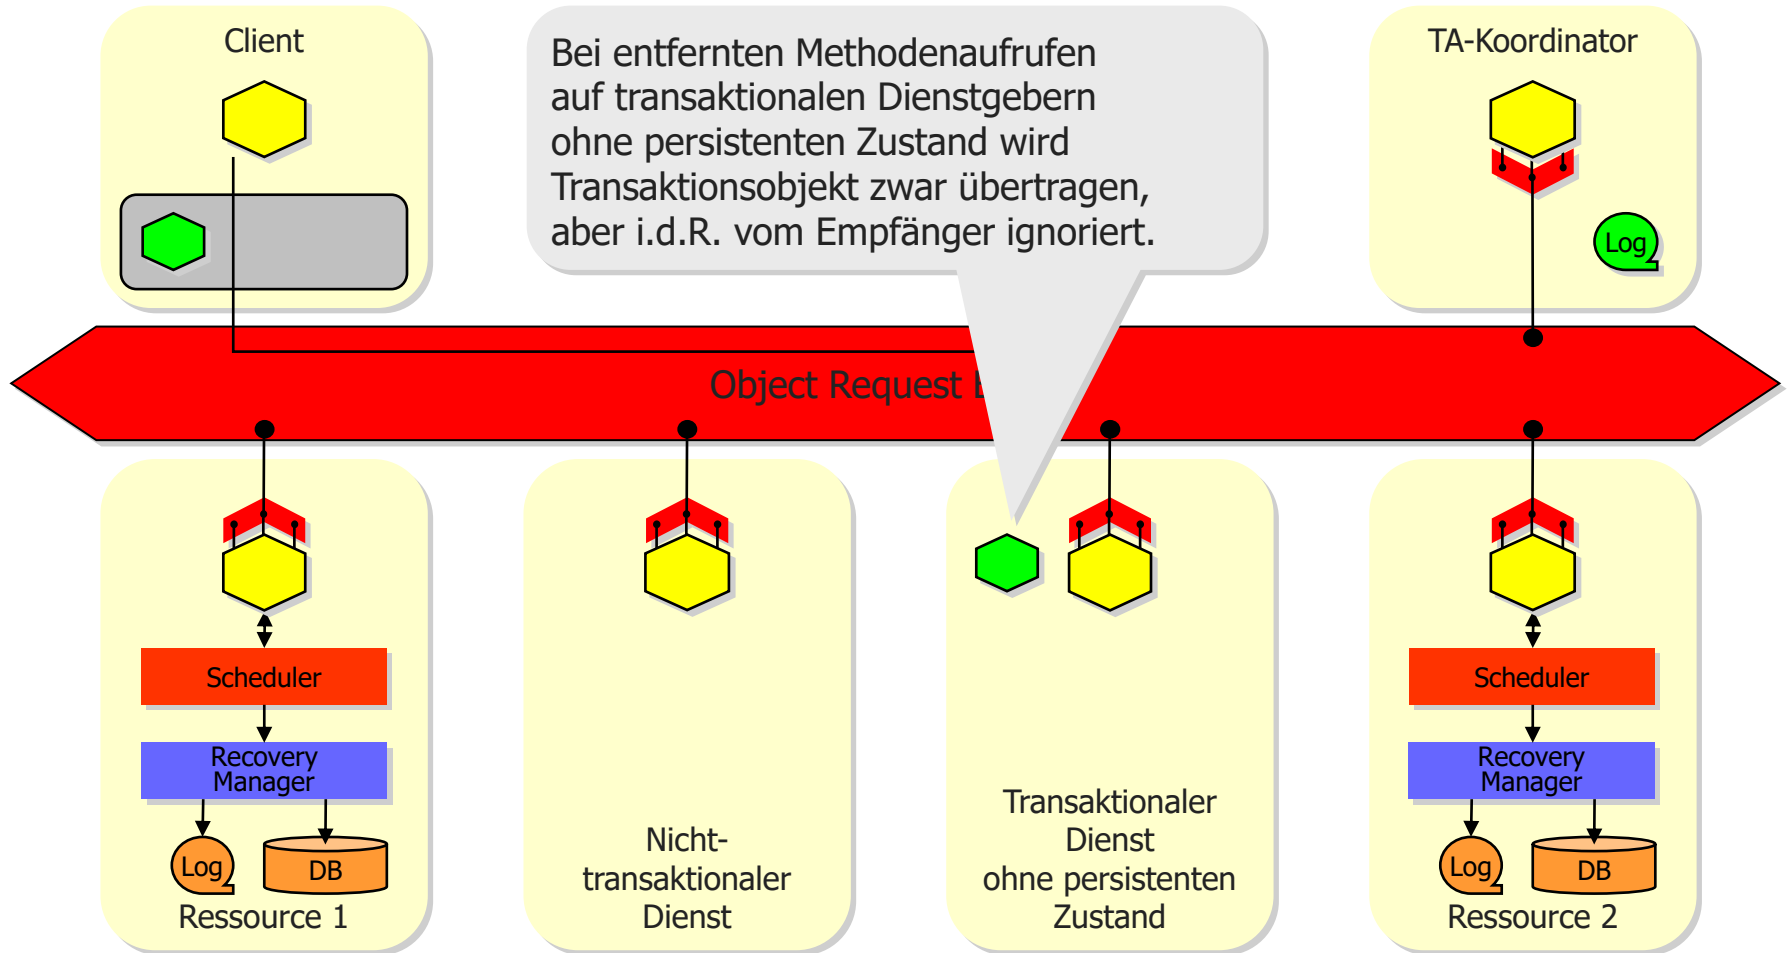 Client
Bei entfernten Methodenaufrufen
auf transaktionalen Dienstgebern
ohne persistenten Zustand wird
Transaktionsobjekt zwar übertragen,
aber i.d.R. vom Empfänger ignoriert.
TA-Koordinator
Log
Object Request
Scheduler
Recovery
Manager
Log
DB
Ressource 1
Nicht-
transaktionaler
Dienst
Transaktionaler
Dienst
ohne persistenten
Zustand
Scheduler
Recovery
Manager
Log
DB
Ressource 2